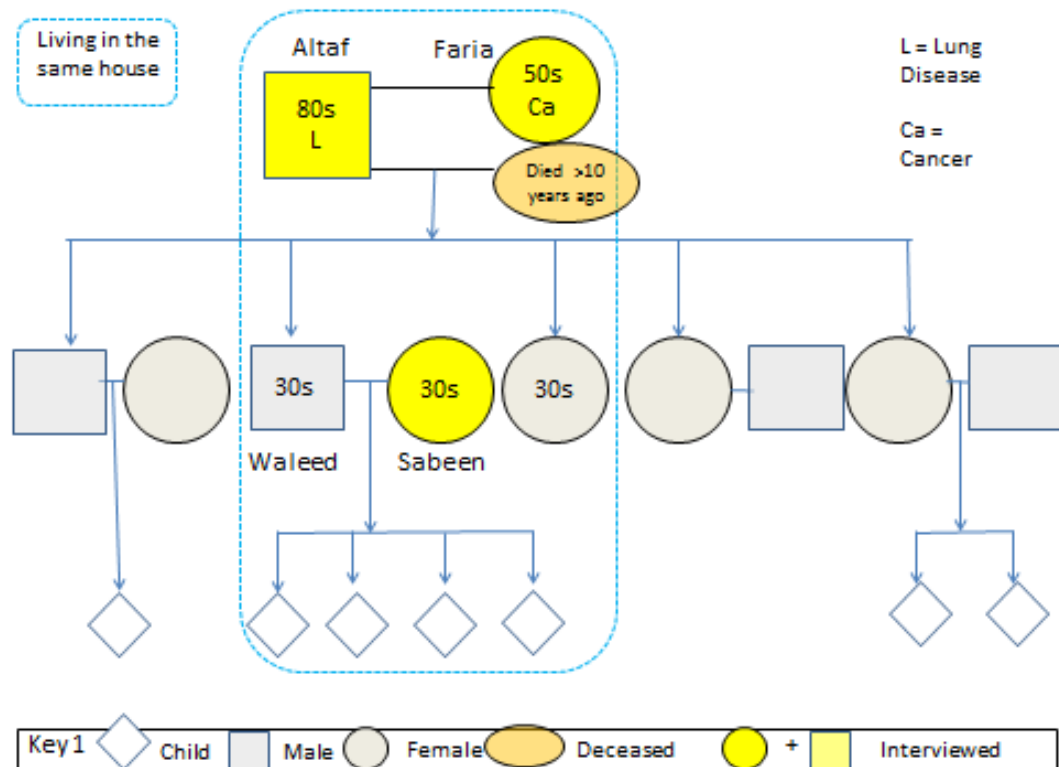 Living in the
same house
Altaf
Faria
L = Lung
Disease
Ca =
Cancer
80s
L
50s
Ca
Died >10
years ago
30s
30s
30s
Waleed
Sabeen
Key 1 Child Male Female Deceased + Interviewed